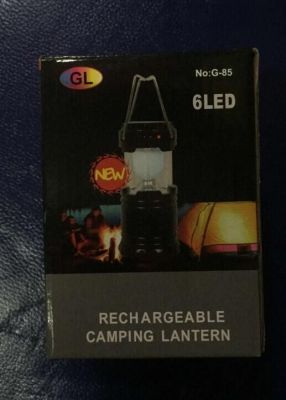 GL
No:G-85
6LED
NEW
RECHARGEABLE
CAMPING LANTERN